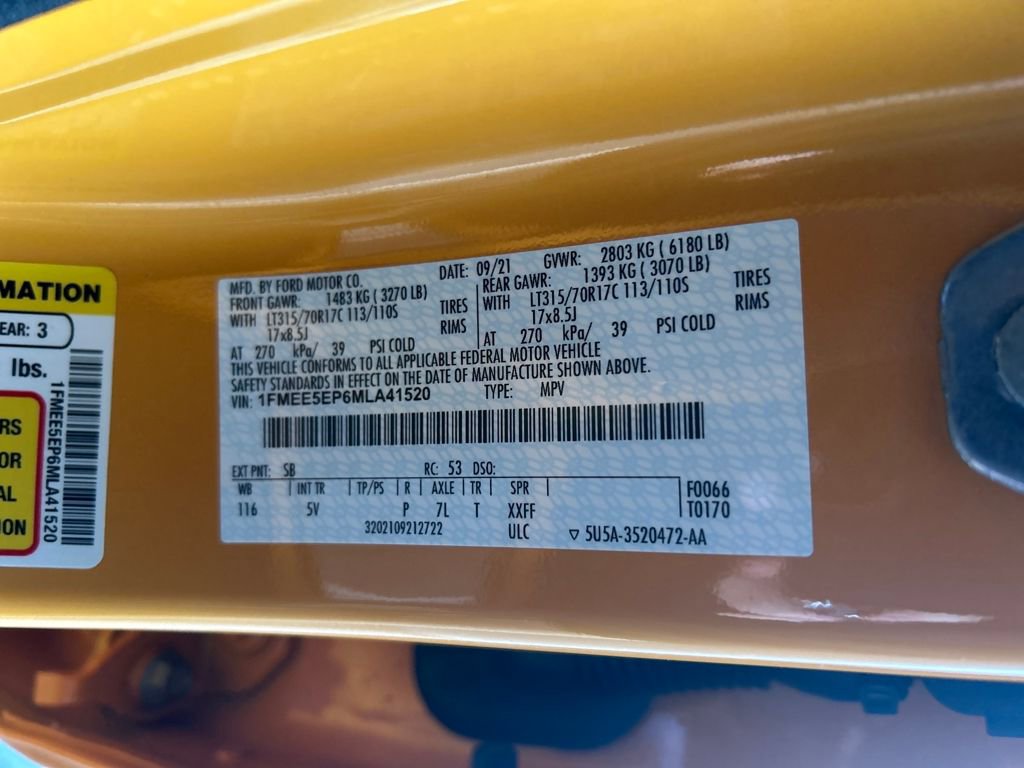 MATION
EAR: 3
lbs.
RS
OR
AL
ION
1FMEE5EP6MLA41520
MFD. BY FORD MOTOR CO. DATE: 09/21 GVWR: 2803 KG ( 6180 LB)
FRONT GAWR: 1483 KG ( 3270 LB) REAR GAWR: 1393 KG ( 3070 LB)
WITH LT315/70R17C 113/110S TIRES WITH LT315/70R17C 113/110S TIRES
17x8.5J RIMS 17x8.5J RIMS
AT 270 kPa/ 39 PSI COLD AT 270 kPa/ 39 PSI COLD
THIS VEHICLE CONFORMS TO ALL APPLICABLE FEDERAL MOTOR VEHICLE
SAFETY STANDARDS IN EFFECT ON THE DATE OF MANUFACTURE SHOWN ABOVE.
VIN: 1FMEE5EP6MLA41520 TYPE: MPV
EXT PNT: SB RC: 53 DSO:
WB INT TR TP/PS R AXLE TR SPR F0066
116 5V P 7L T XXFF T0170
3202109212722 ULC ▽ 5U5A-3520472-AA